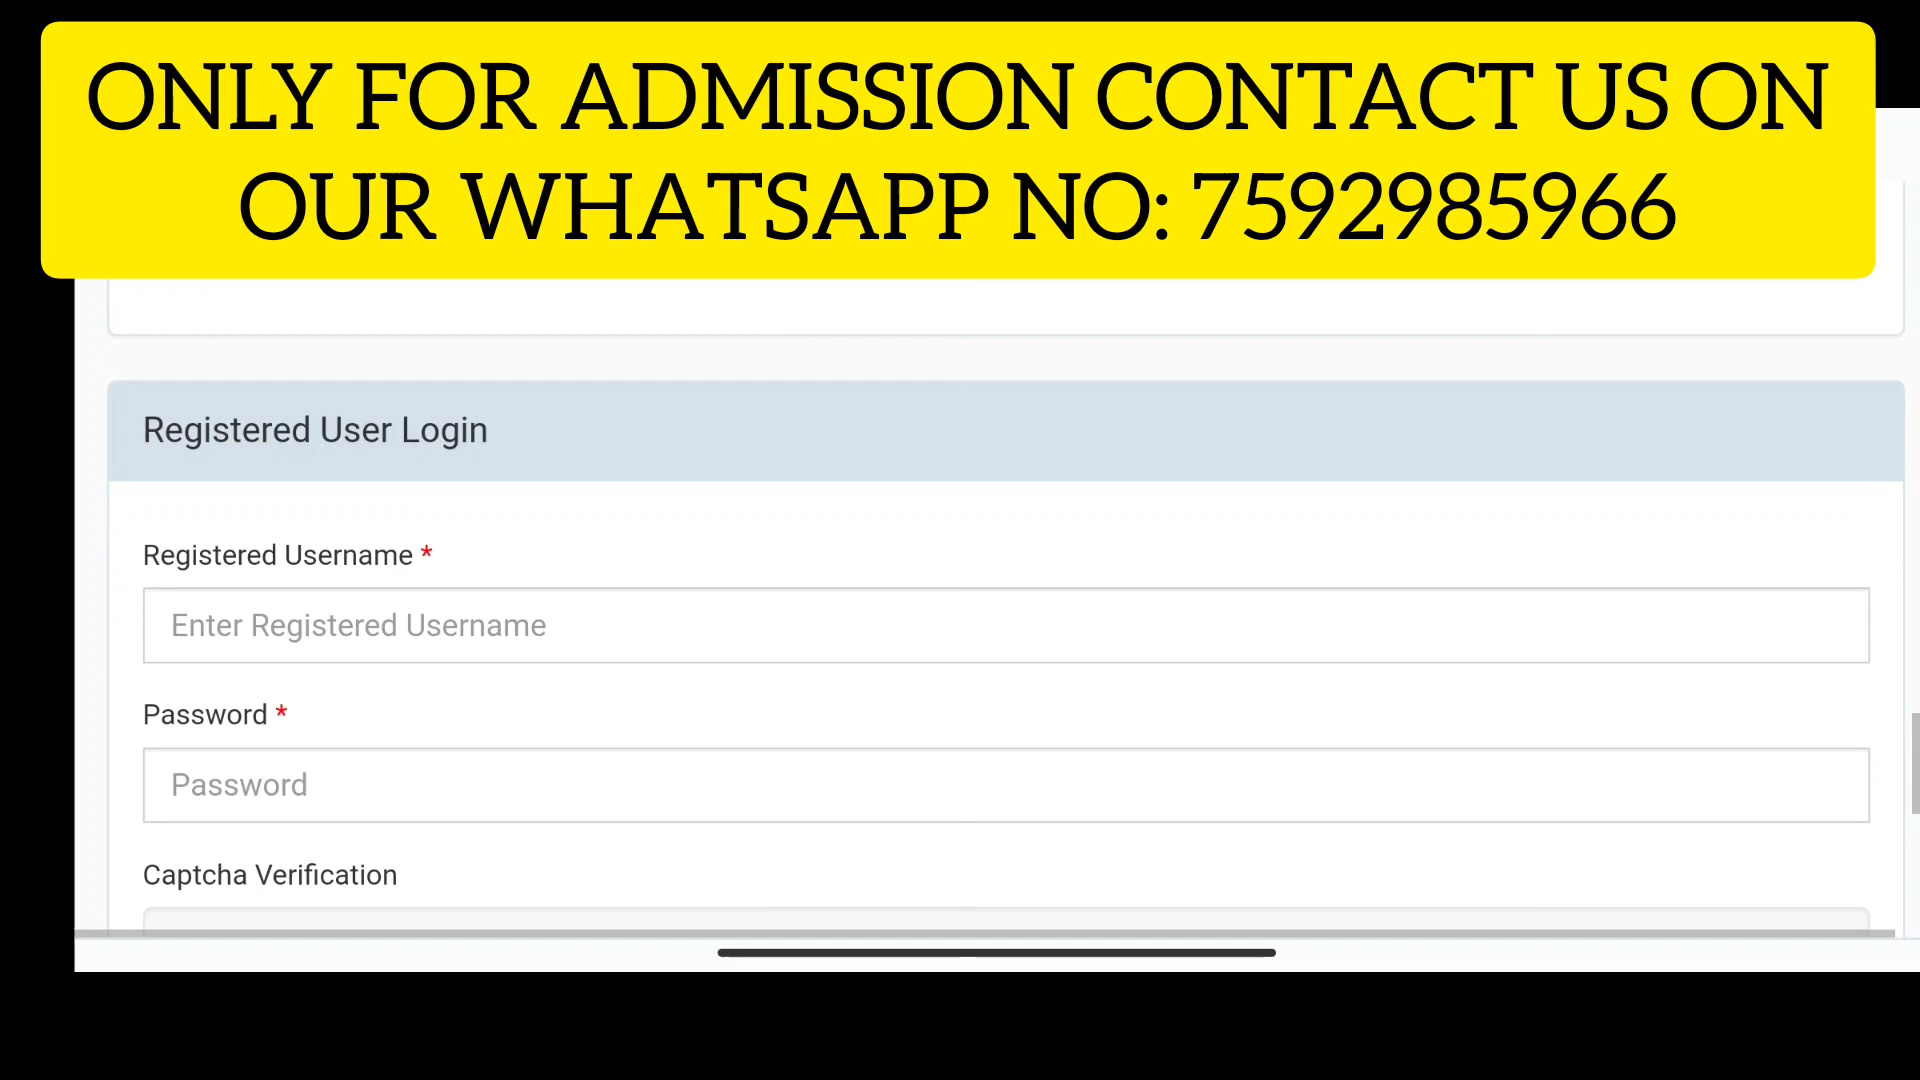 ONLY FOR ADMISSION CONTACT US ON
OUR WHATSAPP NO: 7592985966
Registered User Login
Registered Username *
Enter Registered Username
Password *
Password
Captcha Verification